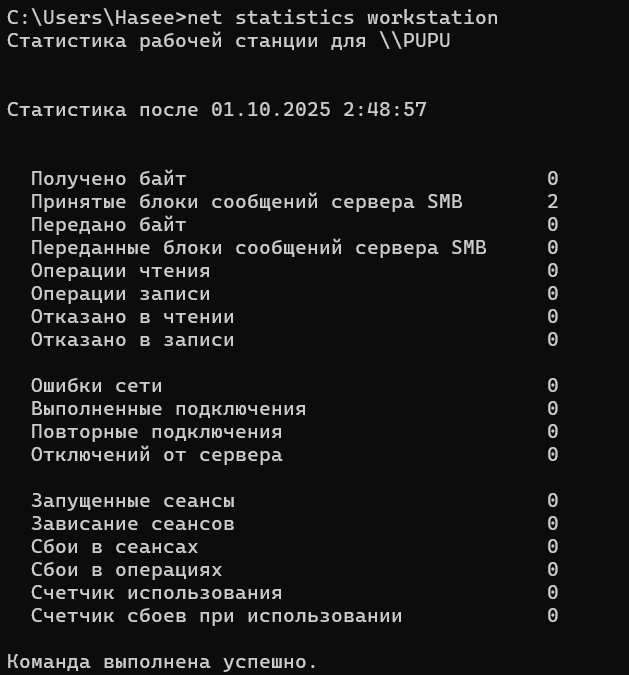 C:\Users\Hasee>net statistics workstation
Статистика рабочей станции для \\PUPU
Статистика после 01.10.2025 2:48:57
Получено байт 0
Принятые блоки сообщений сервера SMB 2
Передано байт 0
Переданные блоки сообщений сервера SMB 0
Операции чтения 0
Операции записи 0
Отказано в чтении 0
Отказано в записи 0
Ошибки сети 0
Выполненные подключения 0
Повторные подключения 0
Отключений от сервера 0
Запущенные сеансы 0
Зависание сеансов 0
Сбои в сеансах 0
Сбои в операциях 0
Счетчик использования 0
Счетчик сбоев при использовании 0
Команда выполнена успешно.